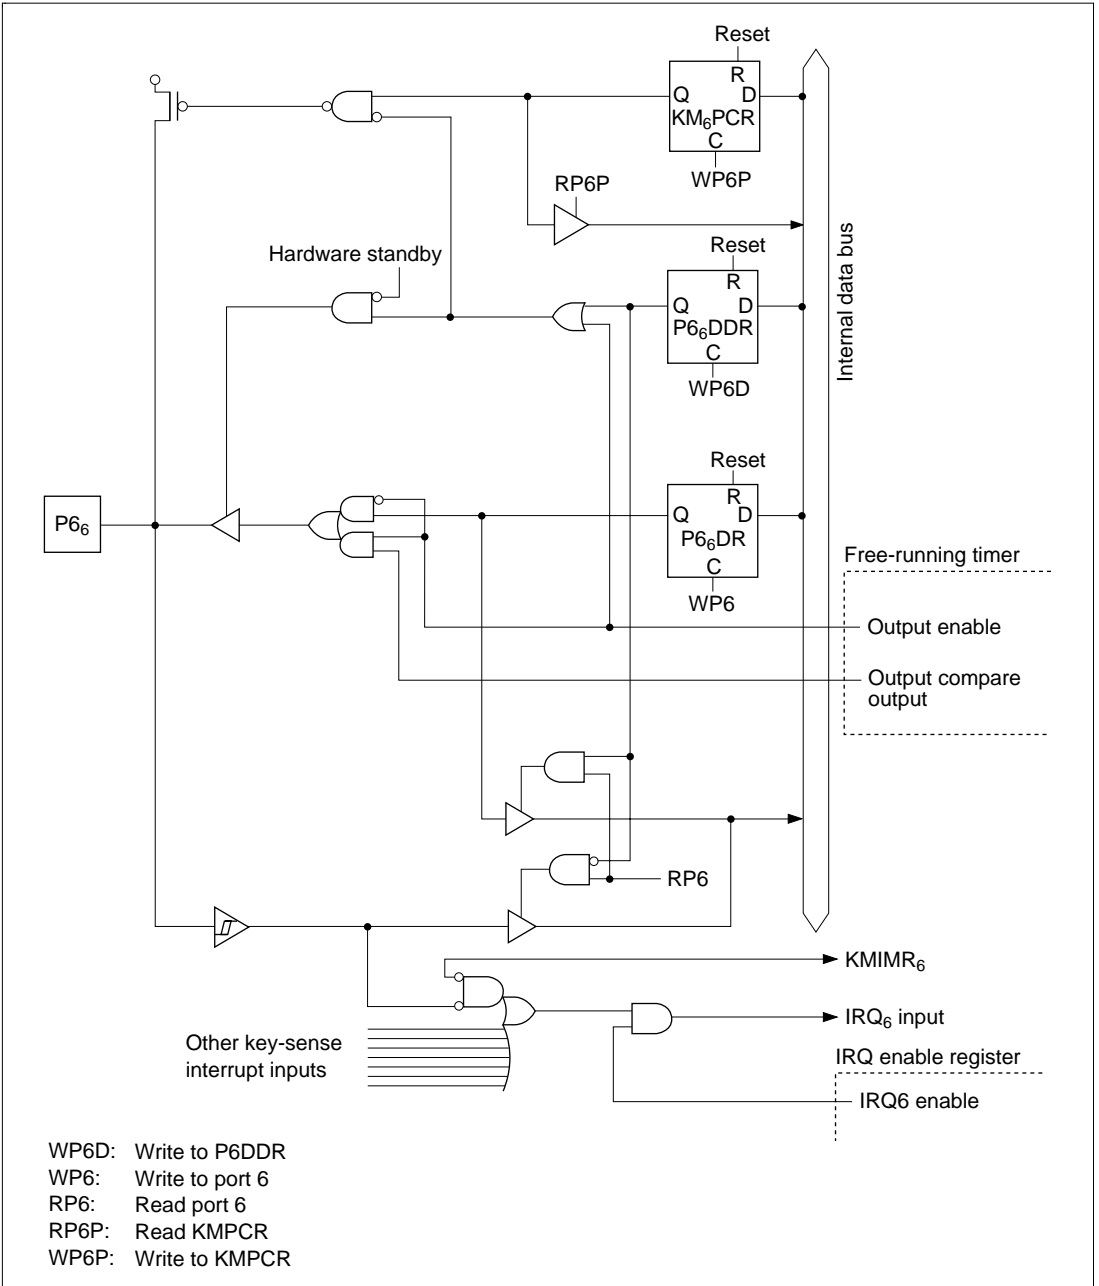 Reset
R
Q D
KM₆PCR
C
WP6P
RP6P
Hardware standby
Reset
R
Q D
P6₆DDR
C
WP6D
Internal data bus
Reset
R
Q D
P6₆DR
C
WP6
P6₆
Free-running timer
Output enable
Output compare
output
RP6
KMIMR₆
IRQ₆ input
Other key-sense
interrupt inputs
IRQ enable register
IRQ6 enable
WP6D: Write to P6DDR
WP6: Write to port 6
RP6: Read port 6
RP6P: Read KMPCR
WP6P: Write to KMPCR